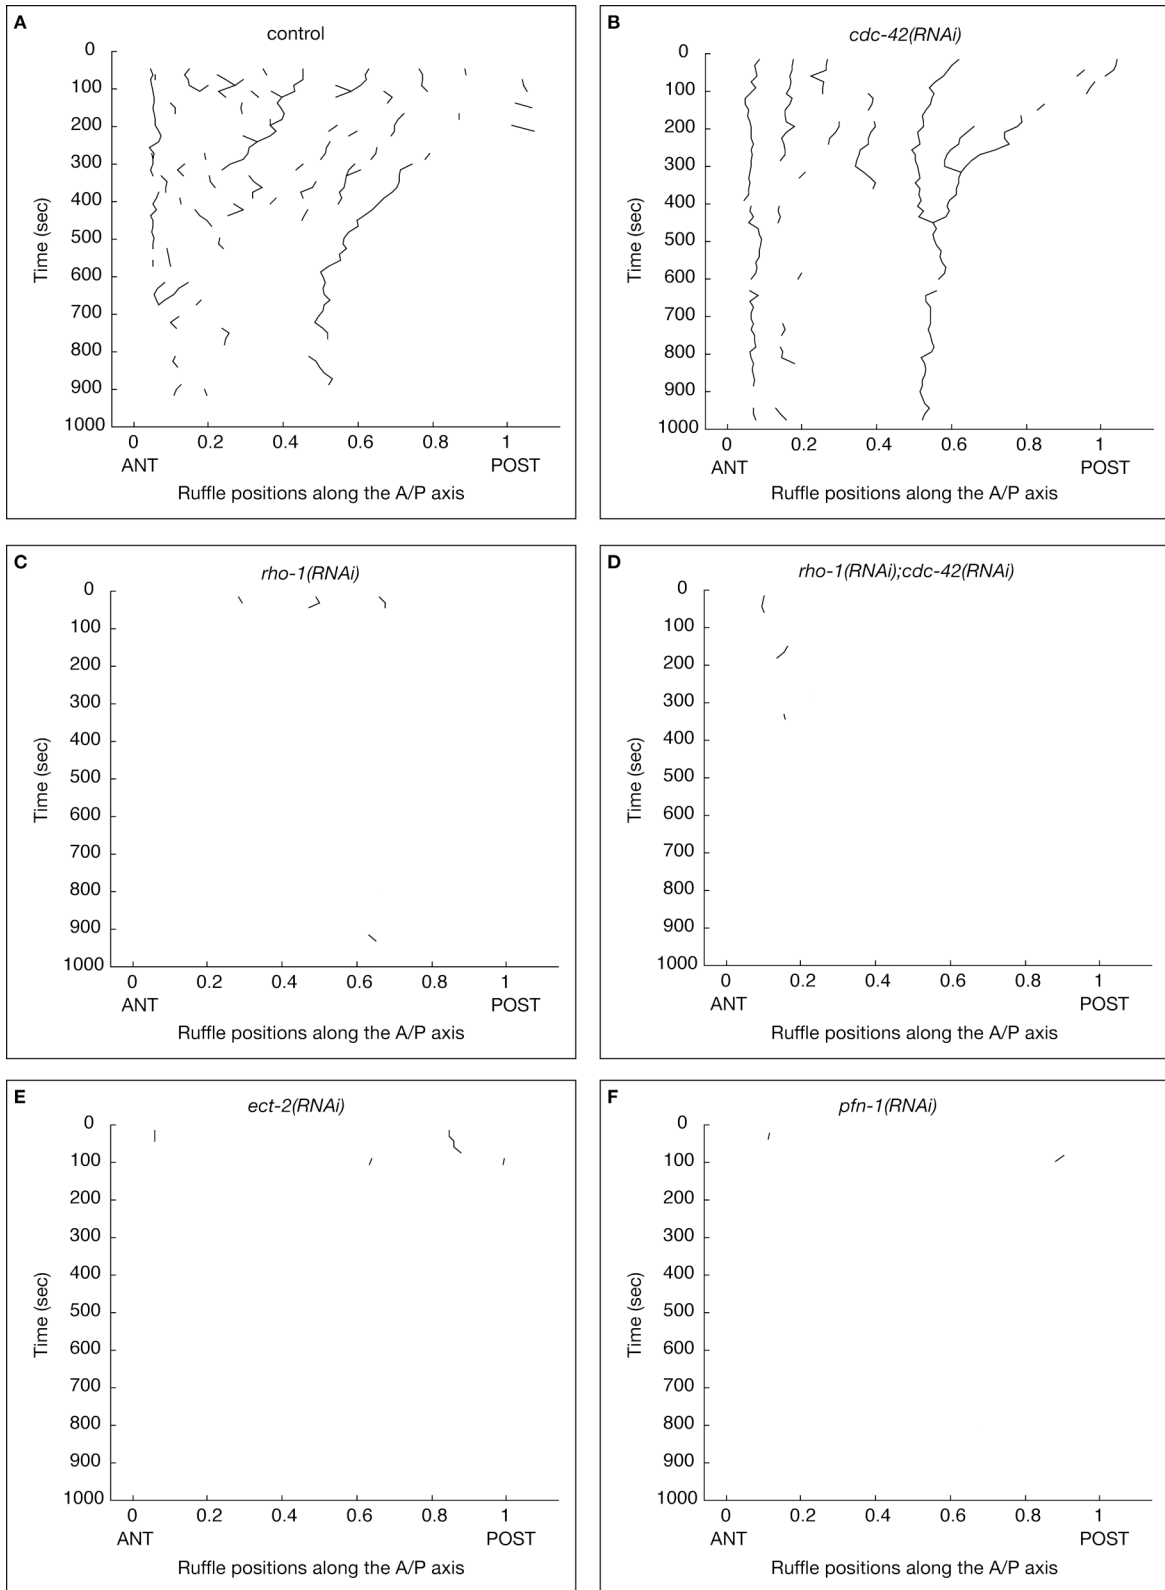 A
control
0
100
200
300
400
500
600
700
800
900
1000
Time (sec)
0 0.2 0.4 0.6 0.8 1
ANT POST
Ruffle positions along the A/P axis
B
cdc-42(RNAi)
0
100
200
300
400
500
600
700
800
900
1000
Time (sec)
0 0.2 0.4 0.6 0.8 1
ANT POST
Ruffle positions along the A/P axis
C
rho-1(RNAi)
0
100
200
300
400
500
600
700
800
900
1000
Time (sec)
0 0.2 0.4 0.6 0.8 1
ANT POST
Ruffle positions along the A/P axis
D
rho-1(RNAi);cdc-42(RNAi)
0
100
200
300
400
500
600
700
800
900
1000
Time (sec)
0 0.2 0.4 0.6 0.8 1
ANT POST
Ruffle positions along the A/P axis
E
ect-2(RNAi)
0
100
200
300
400
500
600
700
800
900
1000
Time (sec)
0 0.2 0.4 0.6 0.8 1
ANT POST
Ruffle positions along the A/P axis
F
pfn-1(RNAi)
0
100
200
300
400
500
600
700
800
900
1000
Time (sec)
0 0.2 0.4 0.6 0.8 1
ANT POST
Ruffle positions along the A/P axis